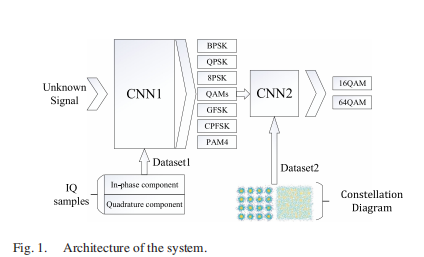 BPSK
QPSK
8PSK
QAMs
GFSK
CPFSK
PAM4
Unknown
Signal
CNN1
CNN2
16QAM
64QAM
Dataset1
Dataset2
IQ
samples
In-phase component
Quadrature component
Constellation
Diagram
Fig. 1. Architecture of the system.